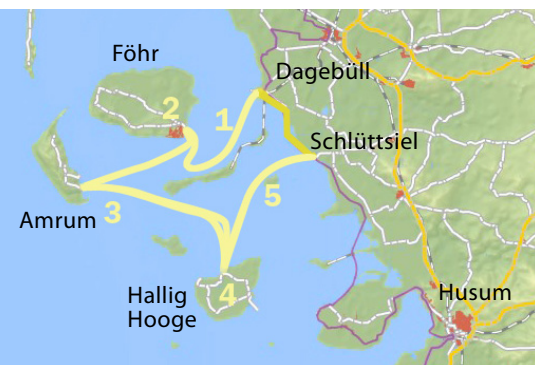 Föhr
Dagebüll
2
1
Schlüttsiel
5
3
Amrum
4
Hallig
Hooge
Husum